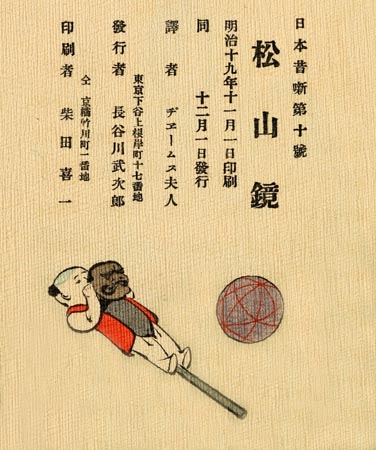 日本昔噺第十號
松山鏡
明治十九年十一月一日印刷
同　十二月一日發行
譯者　ヂェームス夫人
東京下谷上根岸町十七番地
發行者　長谷川武次郎
仝京橋竹川町一番地
印刷者　柴田喜一